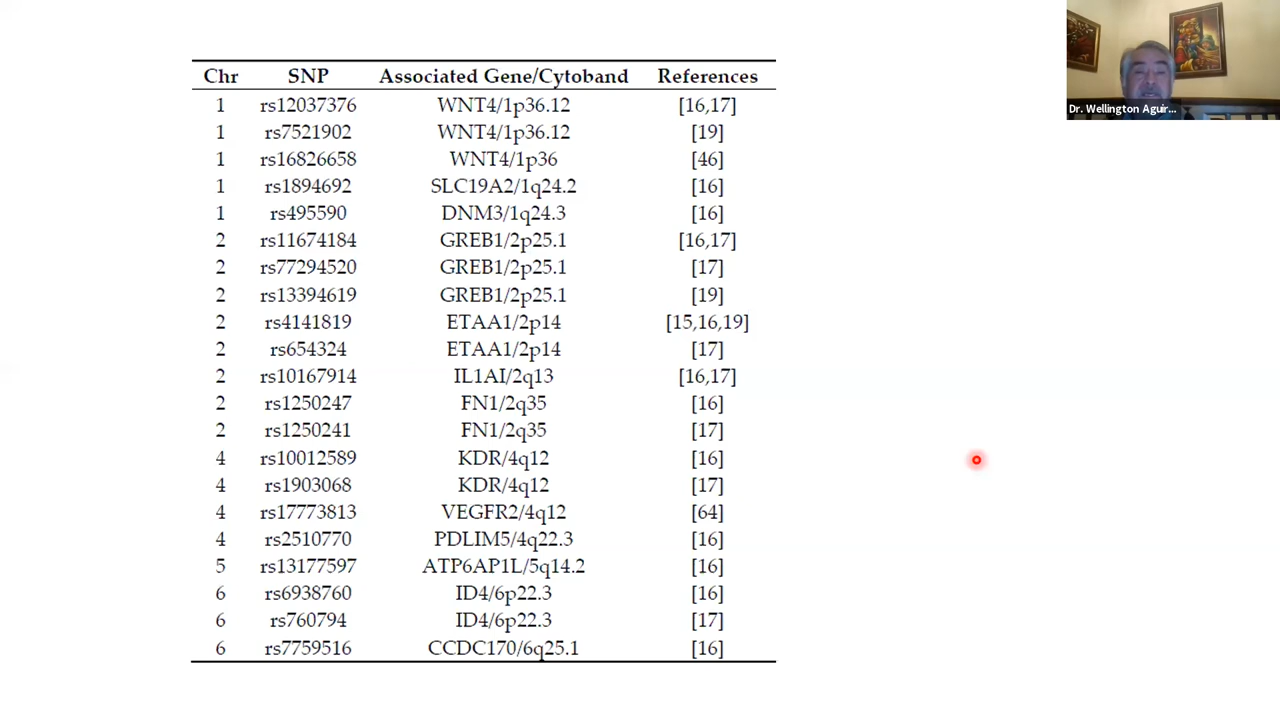 Chr SNP Associated Gene/Cytoband References
1 rs12037376 WNT4/1p36.12 [16,17]
1 rs7521902 WNT4/1p36.12 [19]
1 rs16826658 WNT4/1p36 [46]
1 rs1894692 SLC19A2/1q24.2 [16]
1 rs495590 DNM3/1q24.3 [16]
2 rs11674184 GREB1/2p25.1 [16,17]
2 rs77294520 GREB1/2p25.1 [17]
2 rs13394619 GREB1/2p25.1 [19]
2 rs4141819 ETAA1/2p14 [15,16,19]
2 rs654324 ETAA1/2p14 [17]
2 rs10167914 IL1AI/2q13 [16,17]
2 rs1250247 FN1/2q35 [16]
2 rs1250241 FN1/2q35 [17]
4 rs10012589 KDR/4q12 [16]
4 rs1903068 KDR/4q12 [17]
4 rs17773813 VEGFR2/4q12 [64]
4 rs2510770 PDLIM5/4q22.3 [16]
5 rs13177597 ATP6AP1L/5q14.2 [16]
6 rs6938760 ID4/6p22.3 [16]
6 rs760794 ID4/6p22.3 [17]
6 rs7759516 CCDC170/6q25.1 [16]
Dr. Wellington Aguir...